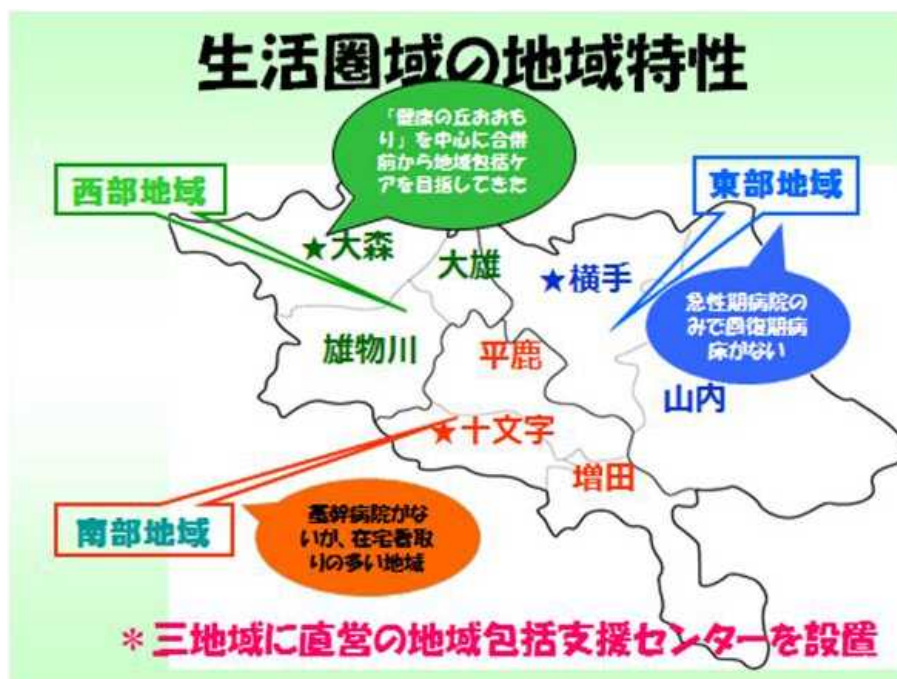 生活圏域の地域特性
「健康の丘おおも
り」を中心に合併
前から地域包括ケ
アを目指してきた
西部地域
東部地域
★大森
大雄
★横手
急性期病院の
みで回復期病
床がない
雄物川
平鹿
山内
★十文字
増田
南部地域
基幹病院がな
いが、在宅看取
りの多い地域
*三地域に直営の地域包括支援センターを設置